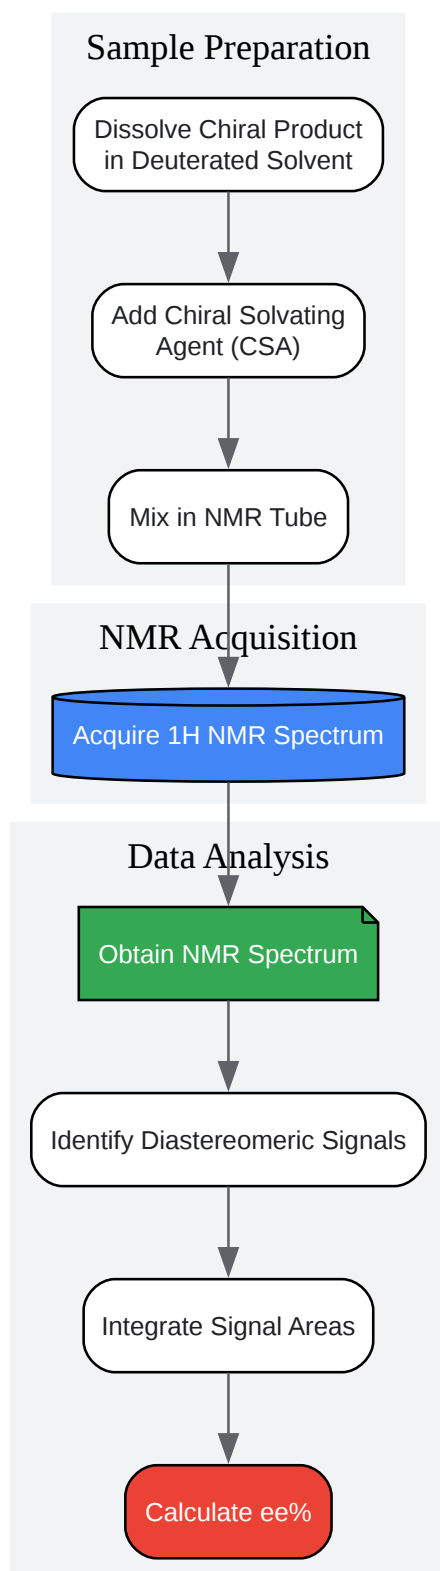 Sample Preparation
Dissolve Chiral Product
in Deuterated Solvent
Add Chiral Solvating
Agent (CSA)
Mix in NMR Tube
NMR Acquisition
Acquire 1H NMR Spectrum
Data Analysis
Obtain NMR Spectrum
Identify Diastereomeric Signals
Integrate Signal Areas
Calculate ee%